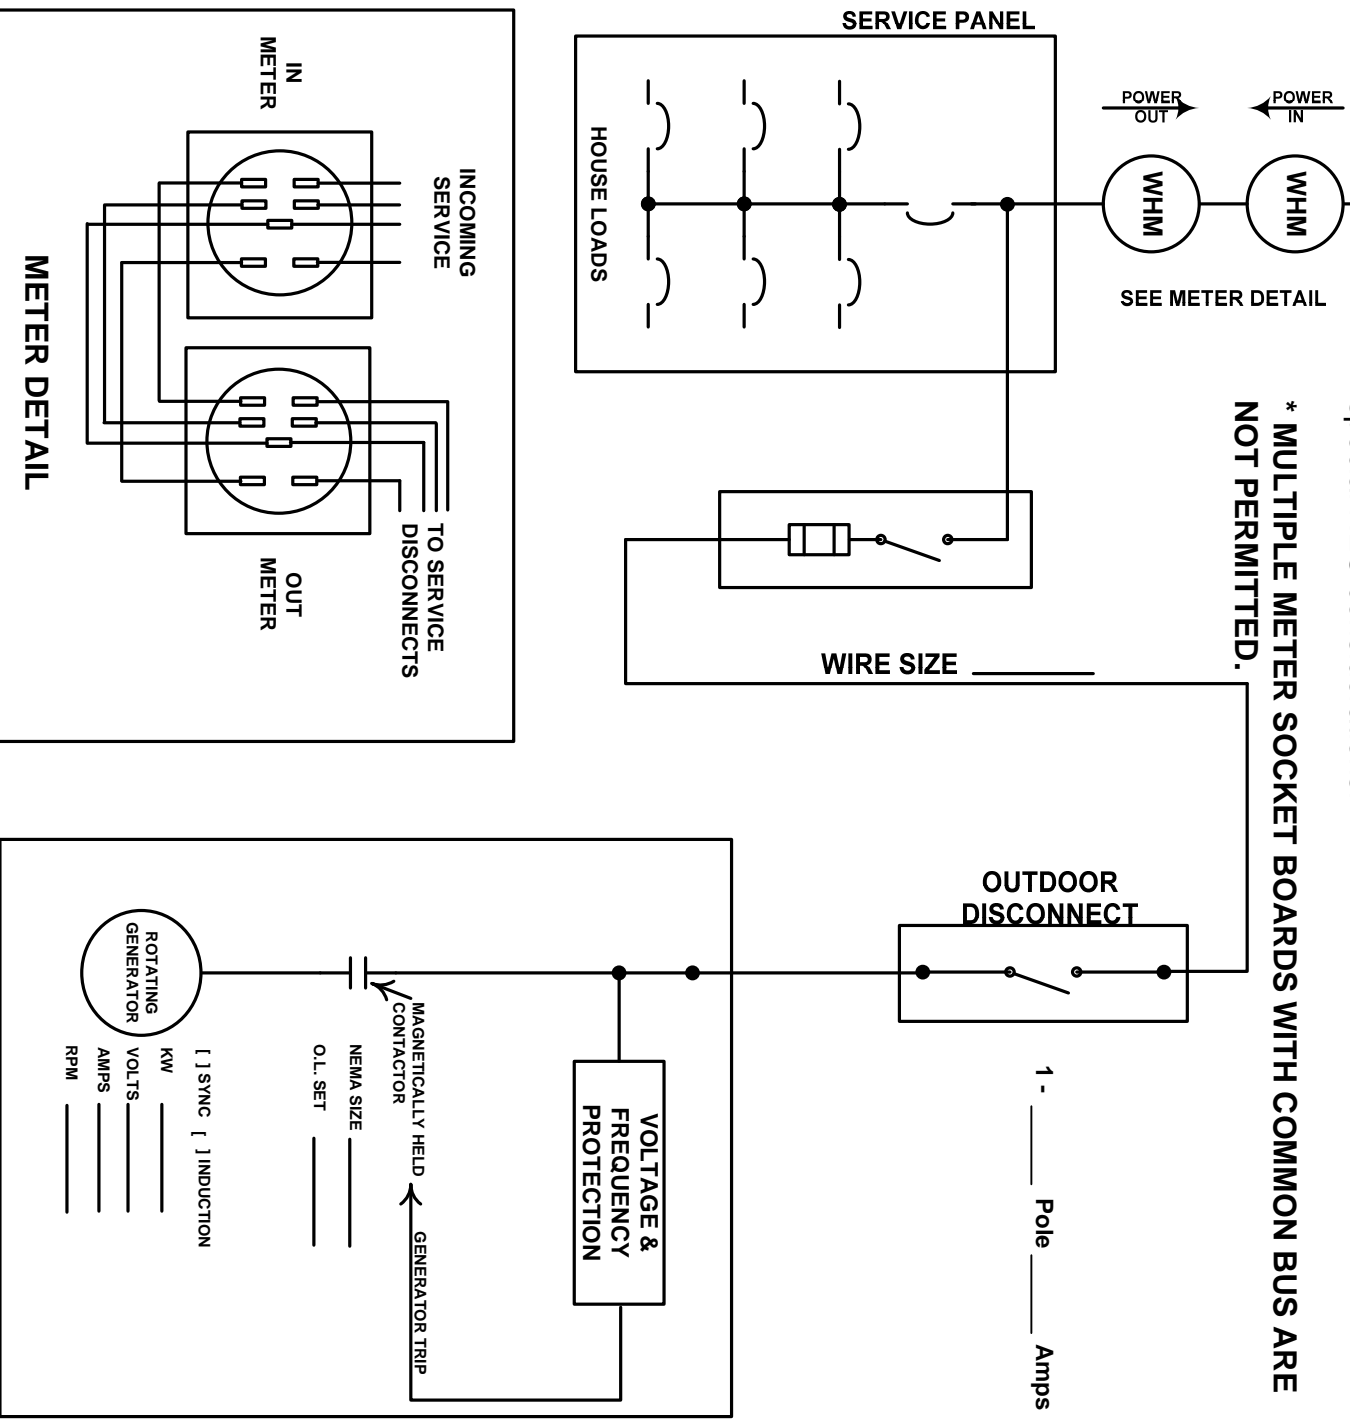 SERVICE PANEL
POWER
OUT
POWER
IN
WHM
WHM
SEE METER DETAIL
HOUSE LOADS
IN
METER
INCOMING
SERVICE
OUT
METER
TO SERVICE
DISCONNECTS
METER DETAIL
* MULTIPLE METER SOCKET BOARDS WITH COMMON BUS ARE
NOT PERMITTED.
WIRE SIZE
OUTDOOR
DISCONNECT
1 - ______ Pole ______ Amps
VOLTAGE &
FREQUENCY
PROTECTION
GENERATOR TRIP
MAGNETICALLY HELD
CONTACTOR
NEMA SIZE
O.L. SET
ROTATING
GENERATOR
[ ] SYNC [ ] INDUCTION
KW
VOLTS
AMPS
RPM